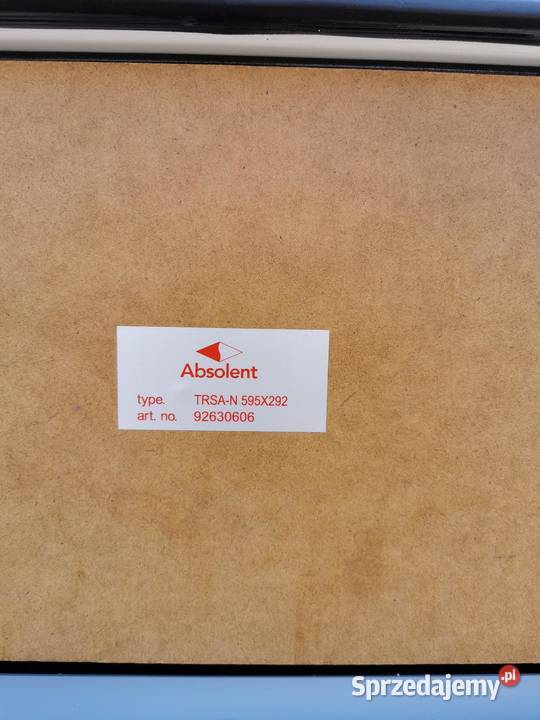 Absolent
type. TRSA-N 595X292
art. no. 92630606
Sprzedajemy.pl